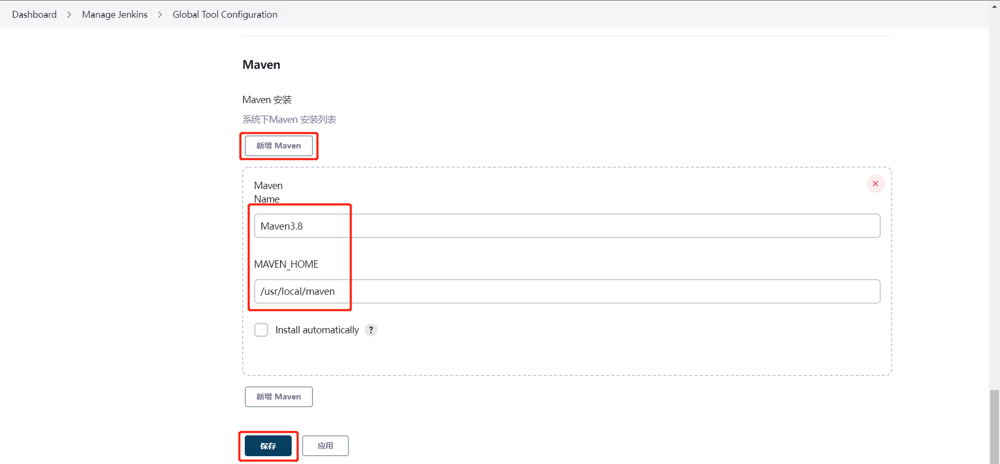 Dashboard > Manage Jenkins > Global Tool Configuration
Maven
Maven 安装
系统下Maven 安装列表
新增 Maven
Maven
Name
Maven3.8
MAVEN_HOME
/usr/local/maven
Install automatically ?
新增 Maven
保存 应用